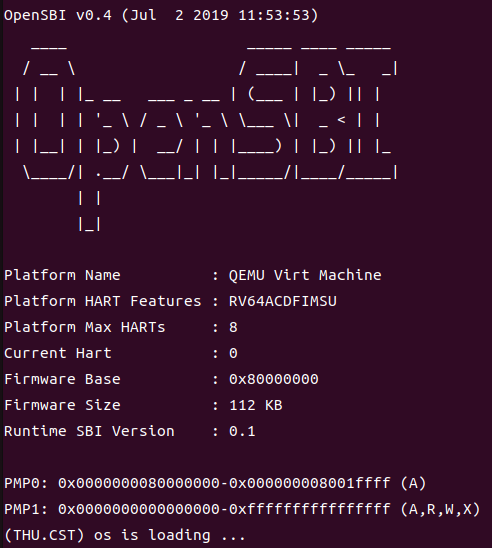 OpenSBI v0.4 (Jul  2 2019 11:53:53)
   ____                    _____ ____ _____
  / __ \                  / ____|  _ \_   _|
 | |  | |_ __   ___ _ __ | (___ | |_) || |
 | |  | | '_ \ / _ \ '_ \ \___ \|  _ < | |
 | |__| | |_) |  __/ | | |____) | |_) || |_
  \____/| .__/ \___|_| |_|_____/|____/_____|
        | |
        |_|

Platform Name          : QEMU Virt Machine
Platform HART Features : RV64ACDFIMSU
Platform Max HARTs     : 8
Current Hart           : 0
Firmware Base          : 0x80000000
Firmware Size          : 112 KB
Runtime SBI Version    : 0.1

PMP0: 0x0000000080000000-0x000000008001ffff (A)
PMP1: 0x0000000000000000-0xffffffffffffffff (A,R,W,X)
(THU.CST) os is loading ...